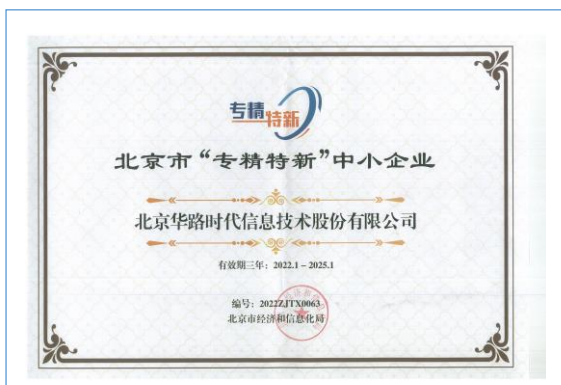 专精特新
北京市“专精特新”中小企业
北京华路时代信息技术股份有限公司
有效期三年：2022.1－2025.1
编号：2022ZJTX0063
北京市经济和信息化局